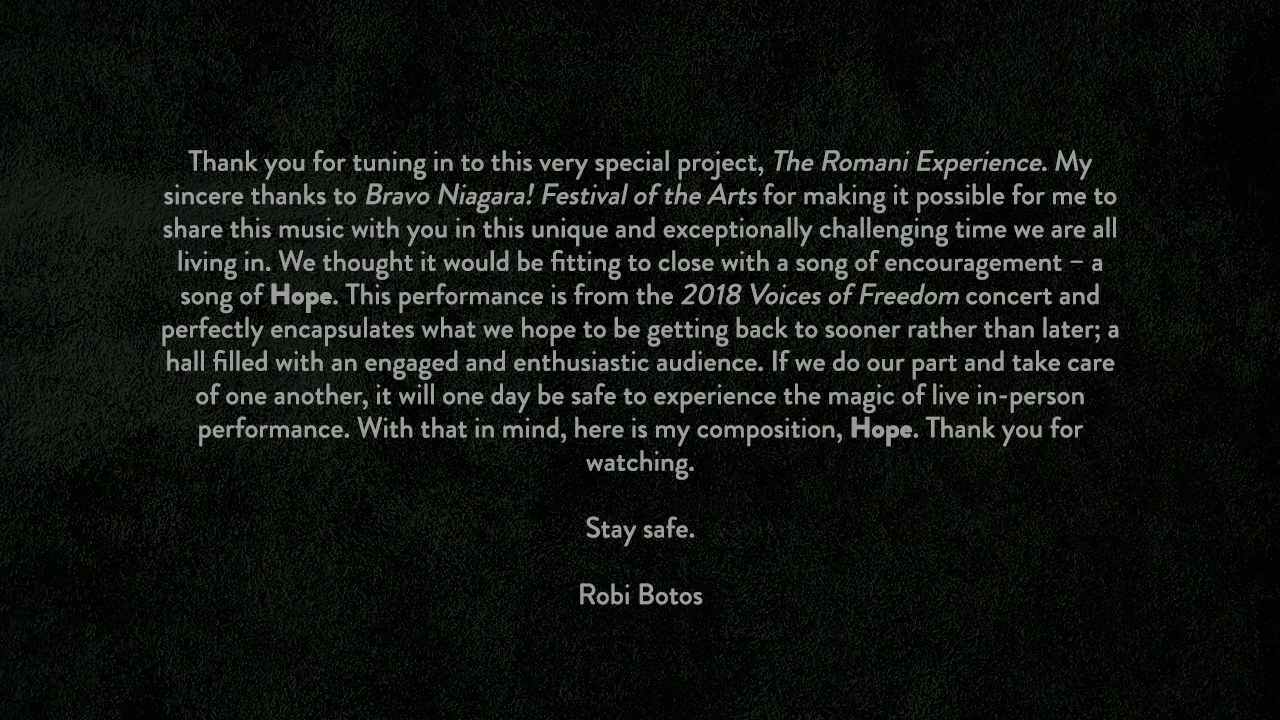 Thank you for tuning in to this very special project, The Romani Experience. My
sincere thanks to Bravo Niagara! Festival of the Arts for making it possible for me to
share this music with you in this unique and exceptionally challenging time we are all
living in. We thought it would be fitting to close with a song of encouragement – a
song of Hope. This performance is from the 2018 Voices of Freedom concert and
perfectly encapsulates what we hope to be getting back to sooner rather than later; a
hall filled with an engaged and enthusiastic audience. If we do our part and take care
of one another, it will one day be safe to experience the magic of live in-person
performance. With that in mind, here is my composition, Hope. Thank you for
watching.
Stay safe.
Robi Botos